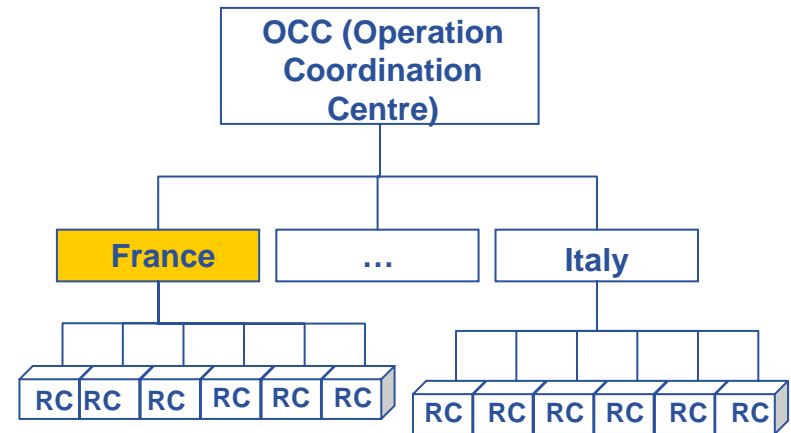 OCC (Operation
Coordination
Centre)
France
...
Italy
RC RC RC RC RC RC
RC RC RC RC RC RC